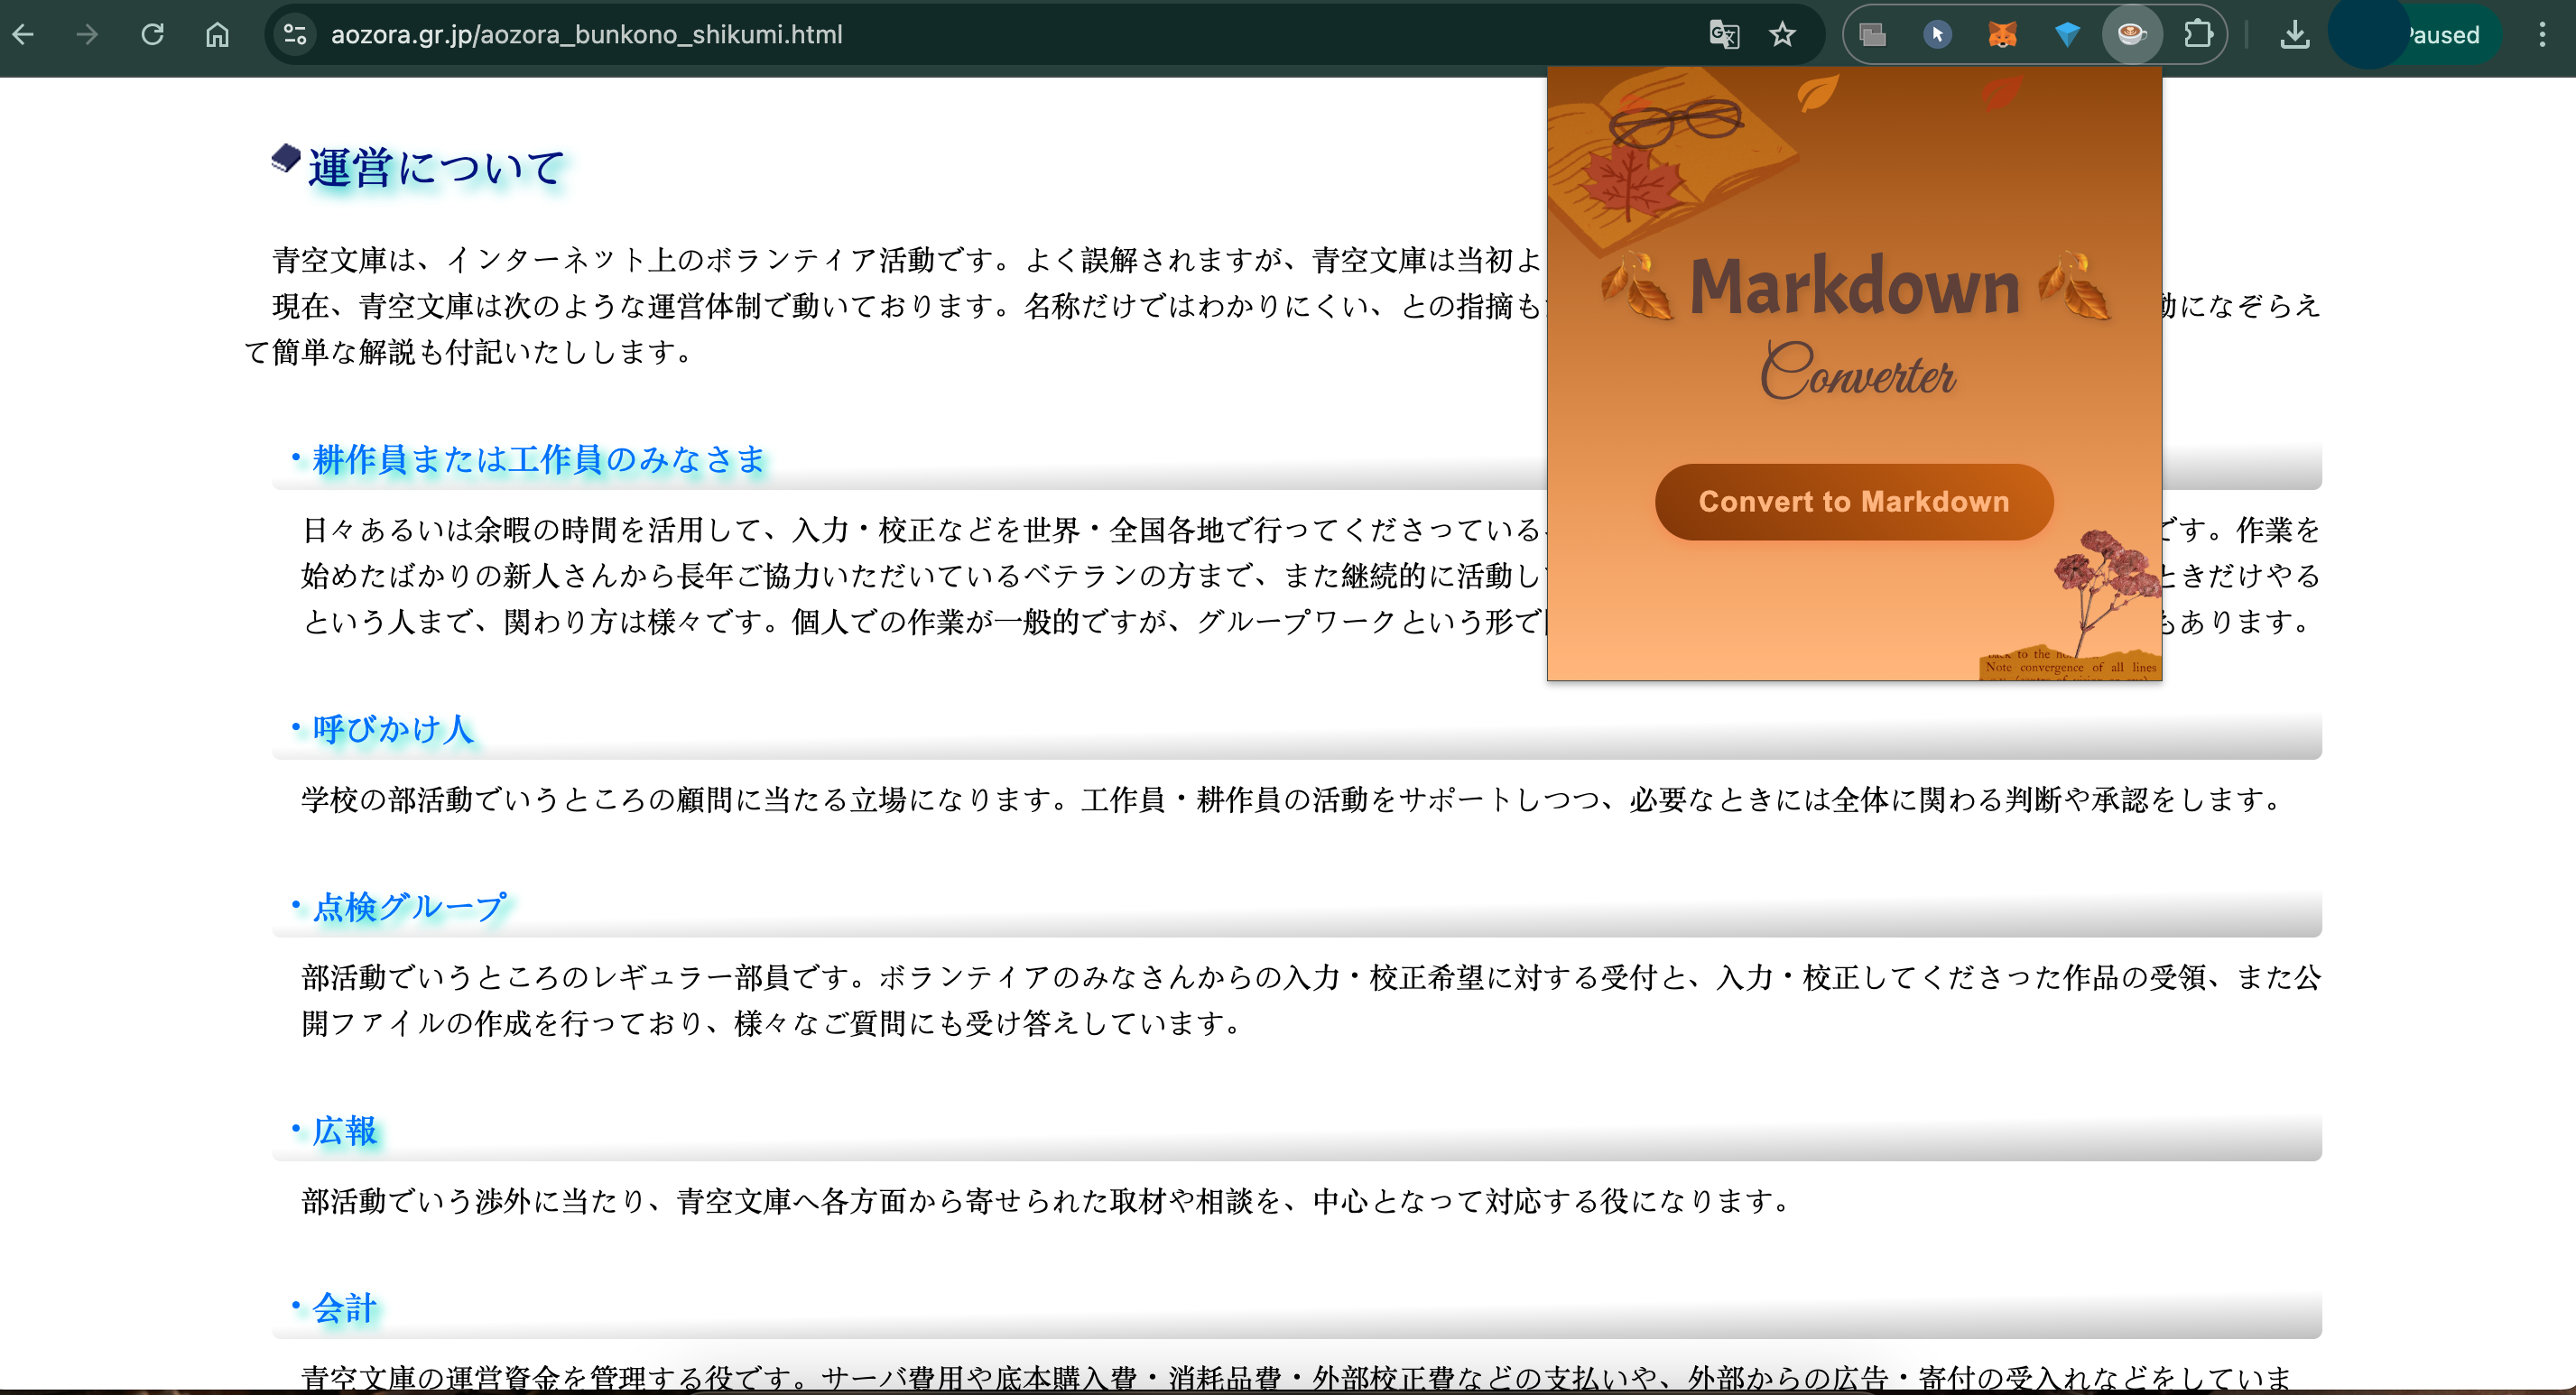 aozora.gr.jp/aozora_bunkono_shikumi.html
Paused
運営について
青空文庫は、インターネット上のボランティア活動です。よく誤解されますが、青空文庫は当初よ
現在、青空文庫は次のような運営体制で動いております。名称だけではわかりにくい、との指摘も
動になぞらえ
て簡単な解説も付記いたしします。
Markdown
Converter
Convert to Markdown
back to the
Note convergence of all lines
・耕作員または工作員のみなさま
日々あるいは余暇の時間を活用して、入力・校正などを世界・全国各地で行ってくださっている
です。作業を
始めたばかりの新人さんから長年ご協力いただいているベテランの方まで、また継続的に活動し
ときだけやる
という人まで、関わり方は様々です。個人での作業が一般的ですが、グループワークという形で
もあります。
・呼びかけ人
学校の部活動でいうところの顧問に当たる立場になります。工作員・耕作員の活動をサポートしつつ、必要なときには全体に関わる判断や承認をします。
・点検グループ
部活動でいうところのレギュラー部員です。ボランティアのみなさんからの入力・校正希望に対する受付と、入力・校正してくださった作品の受領、また公
開ファイルの作成を行っており、様々なご質問にも受け答えしています。
・広報
部活動でいう渉外に当たり、青空文庫へ各方面から寄せられた取材や相談を、中心となって対応する役になります。
・会計
青空文庫の運営資金を管理する役です。サーバ費用や底本購入費・消耗品費・外部校正費などの支払いや、外部からの広告・寄付の受入れなどをしていま